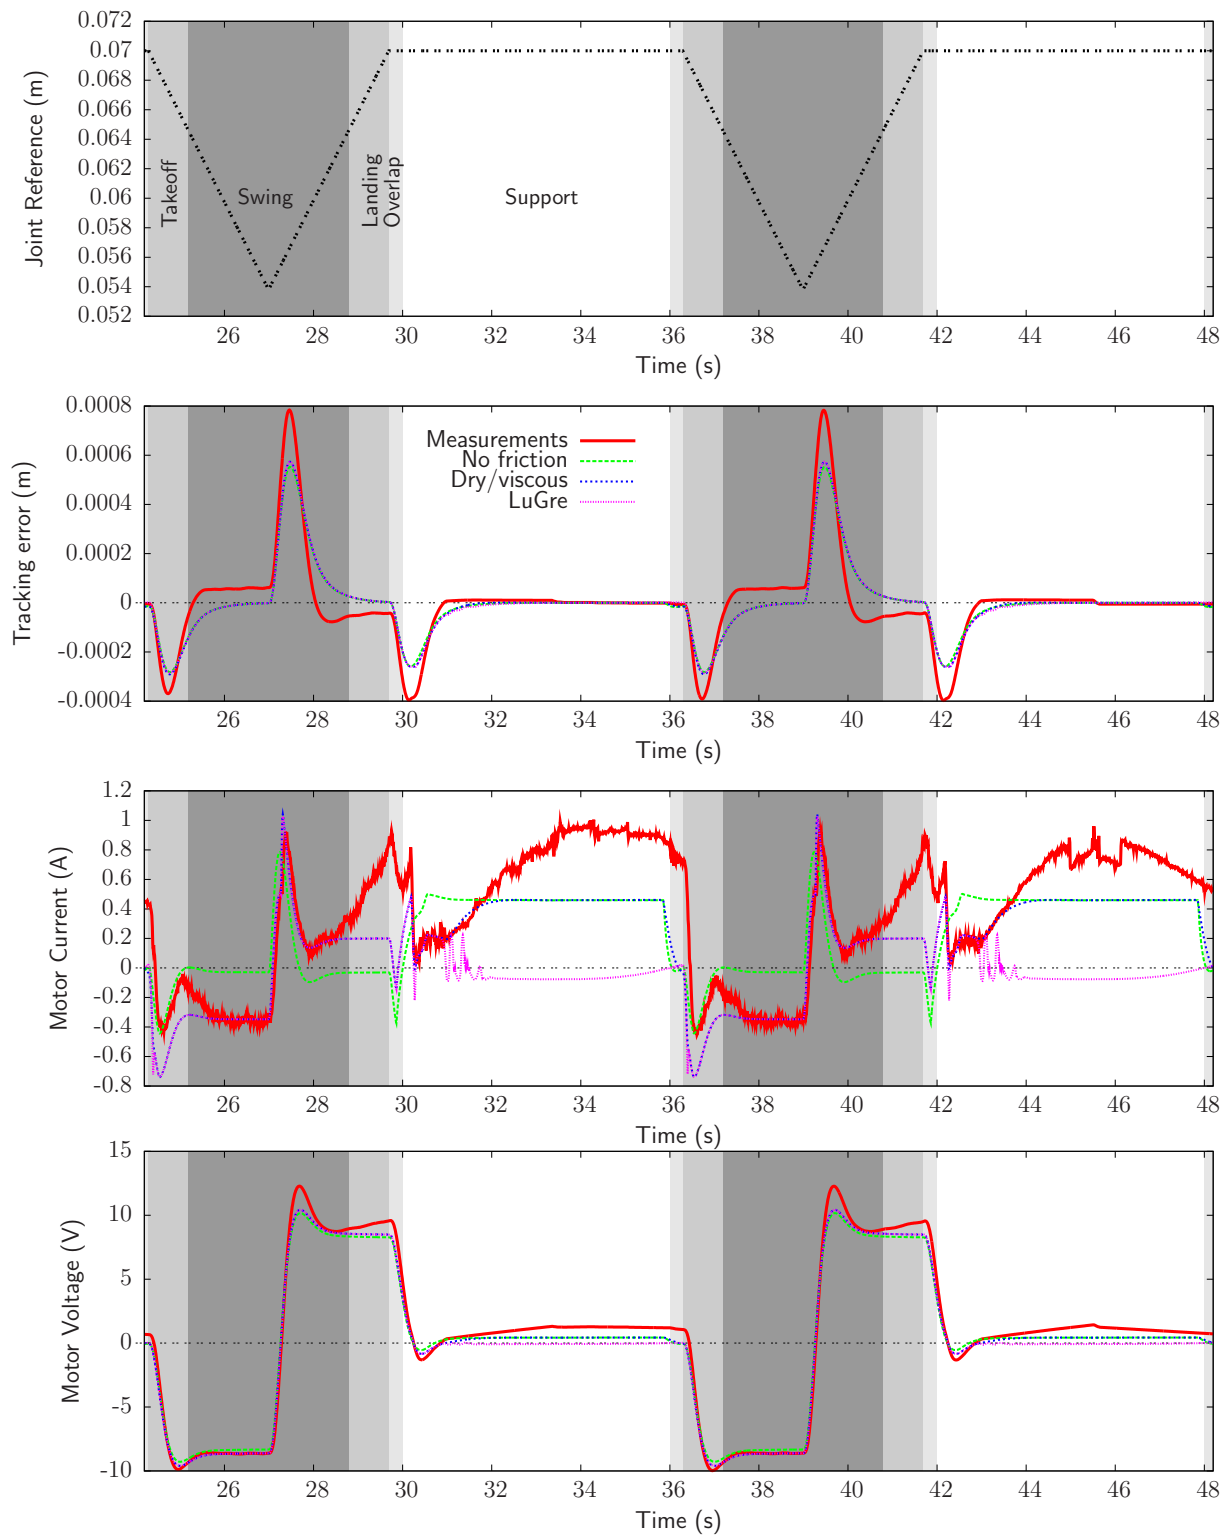 0.072
0.07
0.068
0.066
0.064
0.062
0.06
0.058
0.056
0.054
0.052
Joint Reference (m)
Takeoff
Swing
Landing
Overlap
Support
26 28 30 32 34 36 38 40 42 44 46 48
Time (s)
0.0008
0.0006
0.0004
0.0002
0
-0.0002
-0.0004
Tracking error (m)
Measurements
No friction
Dry/viscous
LuGre
26 28 30 32 34 36 38 40 42 44 46 48
Time (s)
1.2
1
0.8
0.6
0.4
0.2
0
-0.2
-0.4
-0.6
-0.8
Motor Current (A)
26 28 30 32 34 36 38 40 42 44 46 48
Time (s)
15
10
5
0
-5
-10
Motor Voltage (V)
26 28 30 32 34 36 38 40 42 44 46 48
Time (s)